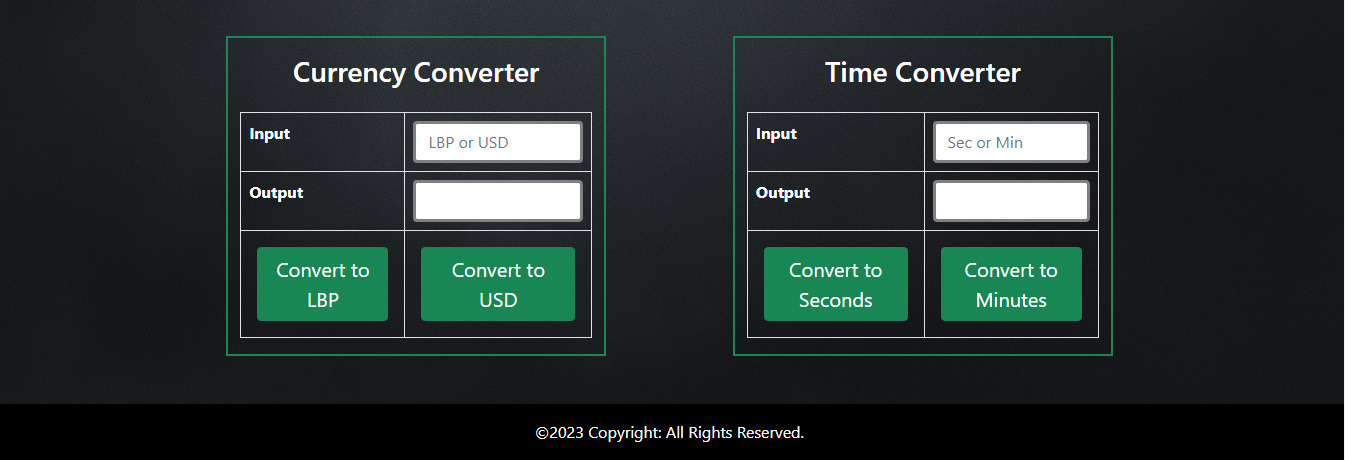 Currency Converter
Input
LBP or USD
Output
Convert to
LBP
Convert to
USD
Time Converter
Input
Sec or Min
Output
Convert to
Seconds
Convert to
Minutes
©2023 Copyright: All Rights Reserved.